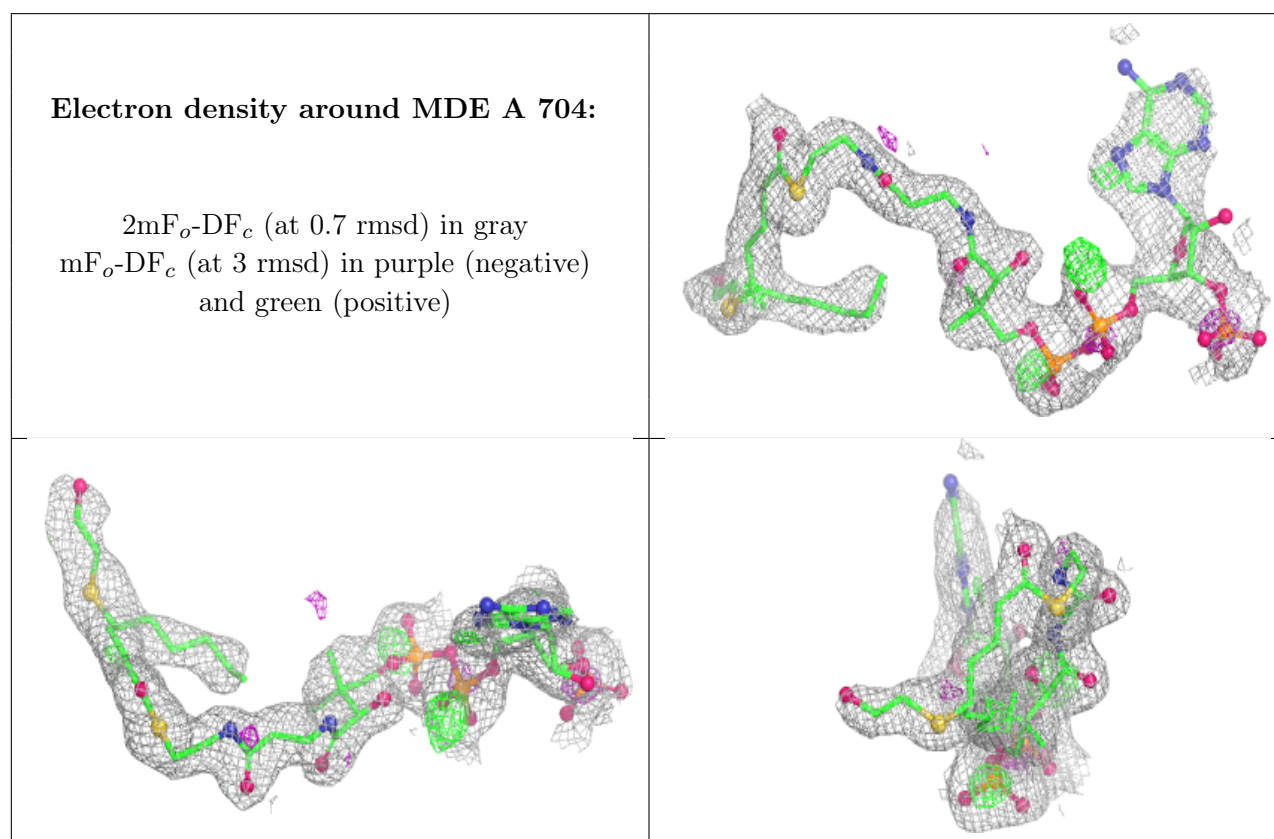 Electron density around MDE A 704:
2mFo-DFc (at 0.7 rmsd) in gray
mFo-DFc (at 3 rmsd) in purple (negative)
and green (positive)